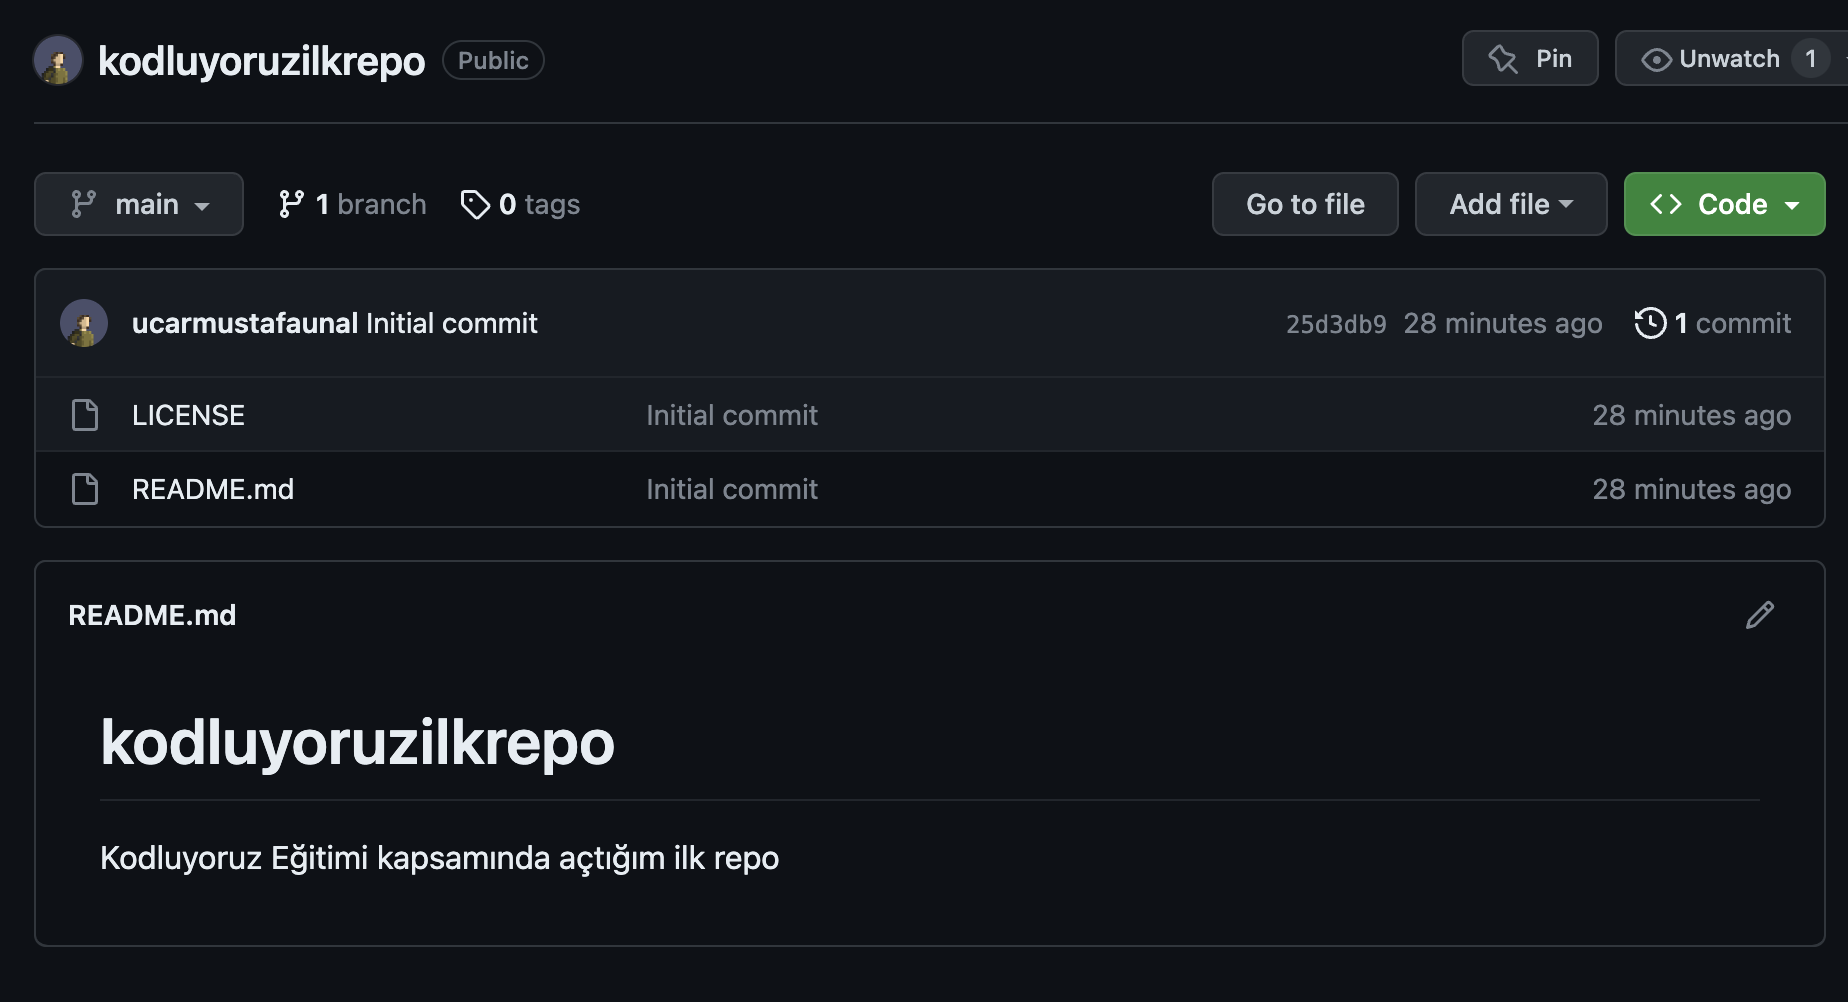 kodluyoruzilkrepo Public Pin Unwatch 1
main 1 branch 0 tags Go to file Add file Code
ucarmustafaunal Initial commit 25d3db9 28 minutes ago 1 commit
LICENSE Initial commit 28 minutes ago
README.md Initial commit 28 minutes ago
README.md
kodluyoruzilkrepo
Kodluyoruz Eğitimi kapsamında açtığım ilk repo